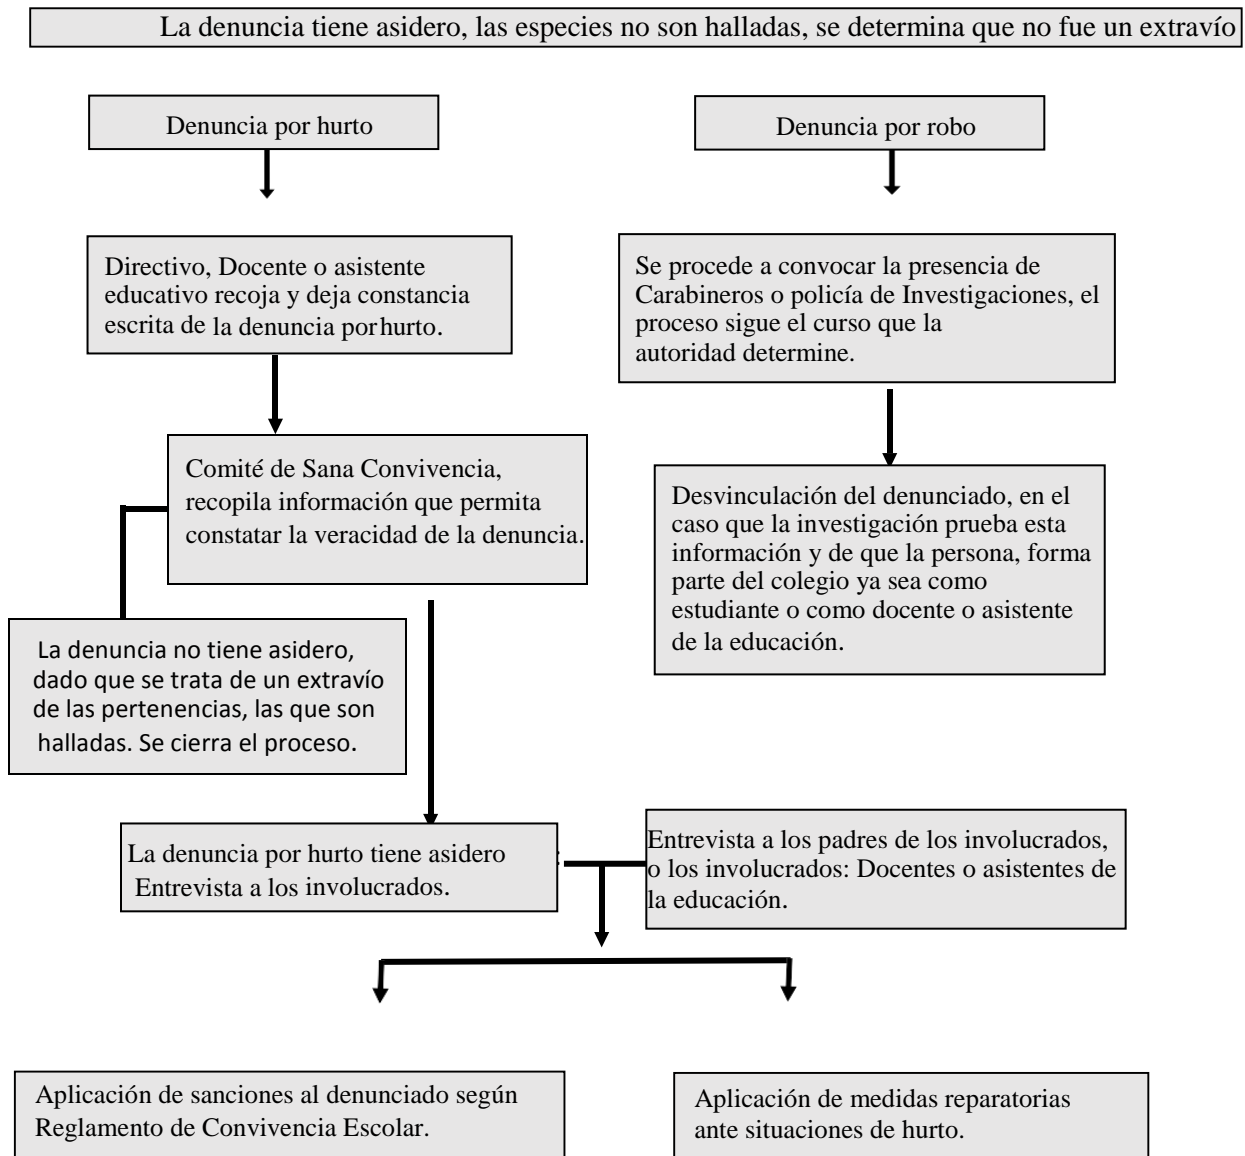 La denuncia tiene asidero, las especies no son halladas, se determina que no fue un extravío
Denuncia por hurto
Denuncia por robo
Directivo, Docente o asistente
educativo recoja y deja constancia
escrita de la denuncia porhurto.
Se procede a convocar la presencia de
Carabineros o policía de Investigaciones, el
proceso sigue el curso que la
autoridad determine.
Comité de Sana Convivencia,
recopila información que permita
constatar la veracidad de la denuncia.
Desvinculación del denunciado, en el
caso que la investigación prueba esta
información y de que la persona, forma
parte del colegio ya sea como
estudiante o como docente o asistente
de la educación.
La denuncia no tiene asidero,
dado que se trata de un extravío
de las pertenencias, las que son
halladas. Se cierra el proceso.
La denuncia por hurto tiene asidero
Entrevista a los involucrados.
Entrevista a los padres de los involucrados,
o los involucrados: Docentes o asistentes de
la educación.
Aplicación de sanciones al denunciado según
Reglamento de Convivencia Escolar.
Aplicación de medidas reparatorias
ante situaciones de hurto.